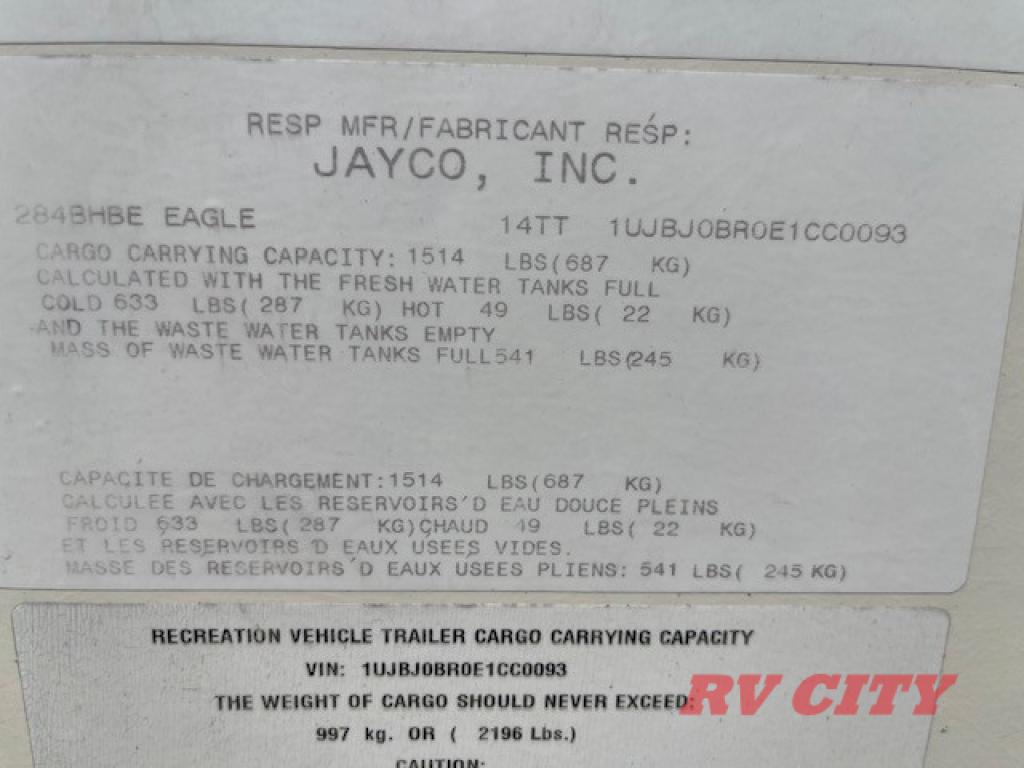 RESP MFR/FABRICANT RESP:
JAYCO, INC.
284BHBE EAGLE 14TT 1UJBJ0BR0E1CC0093
CARGO CARRYING CAPACITY: 1514 LBS(687 KG)
CALCULATED WITH THE FRESH WATER TANKS FULL
COLD 633 LBS( 287 KG) HOT 49 LBS( 22 KG)
AND THE WASTE WATER TANKS EMPTY
MASS OF WASTE WATER TANKS FULL541 LBS(245 KG)
CAPACITE DE CHARGEMENT:1514 LBS(687 KG)
CALCULEE AVEC LES RESERVOIRS'D EAU DOUCE PLEINS
FROID 633 LBS( 287 KG)CHAUD 49 LBS( 22 KG)
ET LES RESERVOIRS'D EAUX USEES VIDES.
MASSE DES RESERVOIRS'D EAUX USEES PLIENS: 541 LBS( 245 KG)
RECREATION VEHICLE TRAILER CARGO CARRYING CAPACITY
VIN: 1UJBJ0BR0E1CC0093
THE WEIGHT OF CARGO SHOULD NEVER EXCEED:
RV CITY
997 kg. OR ( 2196 Lbs.)
CAUTION: